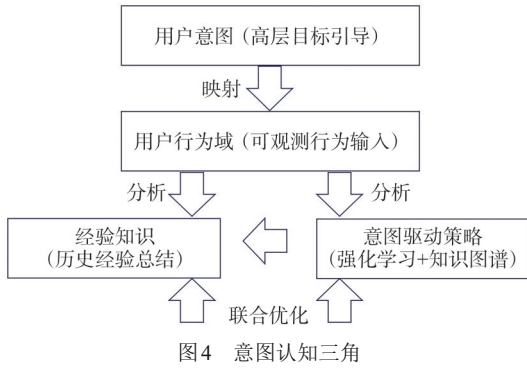 用户意图（高层目标引导）
映射
用户行为域（可观测行为输入）
分析
分析
经验知识
（历史经验总结）
意图驱动策略
（强化学习+知识图谱）
联合优化
图4 意图认知三角